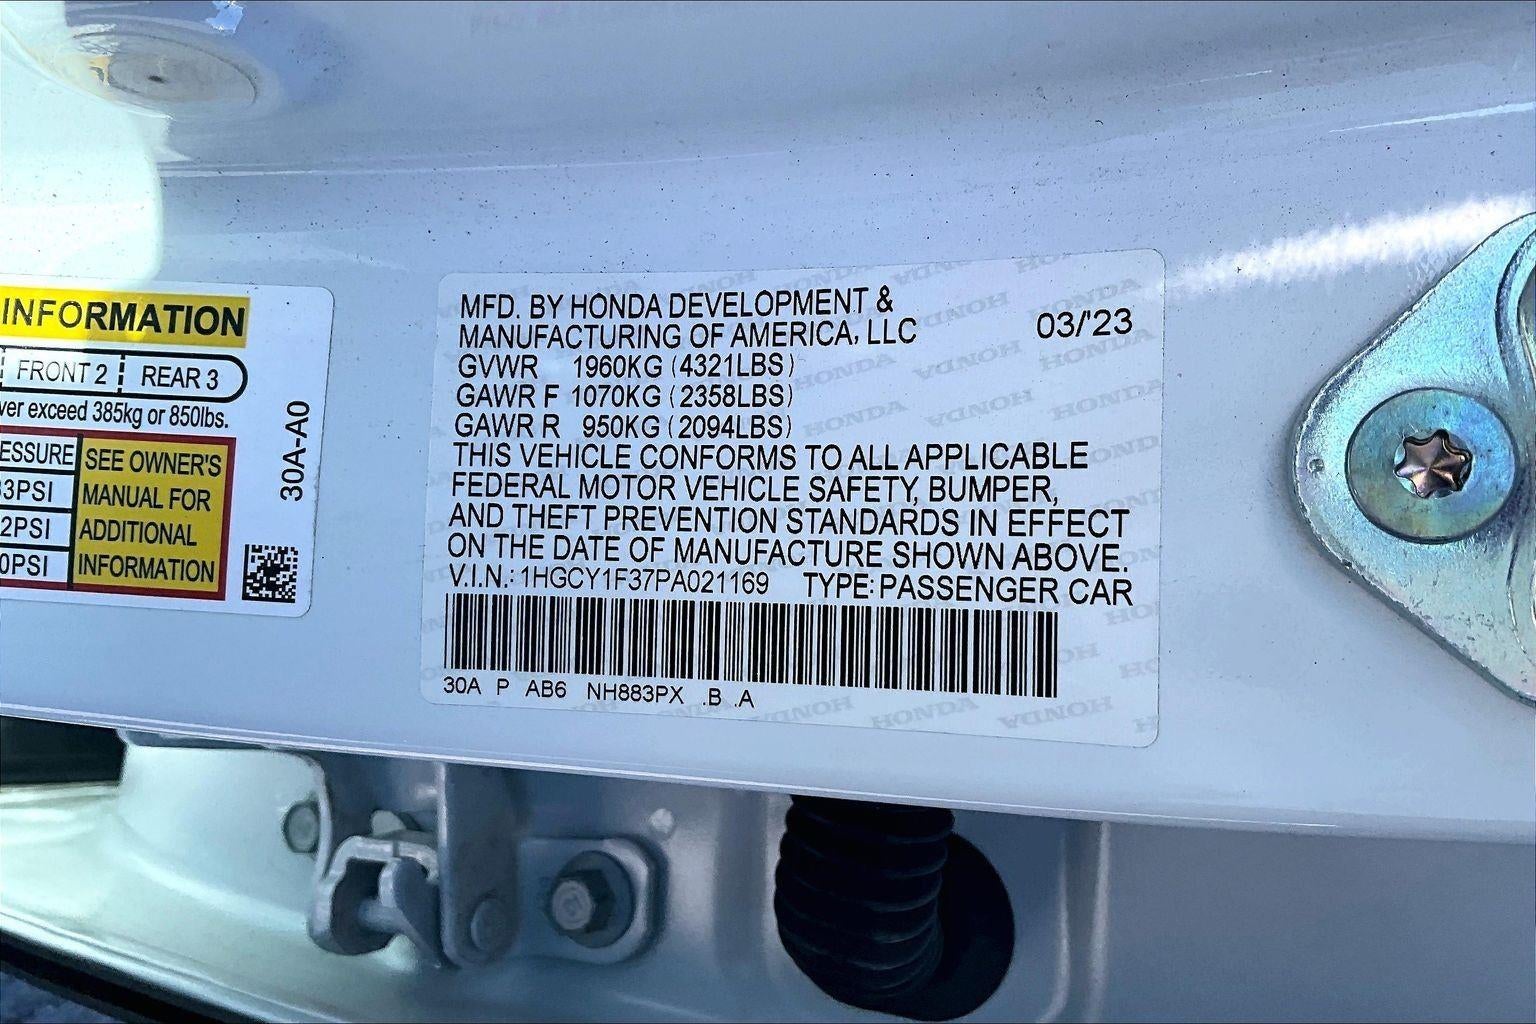 INFORMATION
FRONT 2 REAR 3
ver exceed 385kg or 850lbs.
ESSURE
33PSI
2PSI
0PSI
SEE OWNER'S
MANUAL FOR
ADDITIONAL
INFORMATION
30A-A0
MFD. BY HONDA DEVELOPMENT &
MANUFACTURING OF AMERICA, LLC
03/'23
GVWR 1960KG (4321LBS)
GAWR F 1070KG (2358LBS)
GAWR R 950KG (2094LBS)
THIS VEHICLE CONFORMS TO ALL APPLICABLE
FEDERAL MOTOR VEHICLE SAFETY, BUMPER,
AND THEFT PREVENTION STANDARDS IN EFFECT
ON THE DATE OF MANUFACTURE SHOWN ABOVE.
V.I.N.: 1HGCY1F37PA021169 TYPE: PASSENGER CAR
30A P AB6 NH883PX .B .A